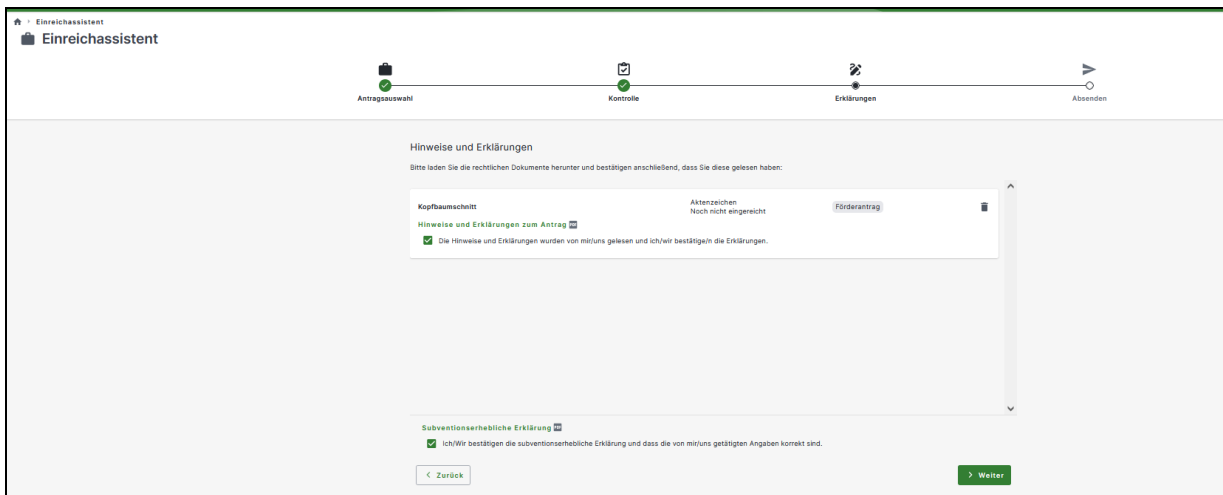 Einreichassistent
Einreichassistent
Antragsauswahl
Kontrolle
Erklärungen
Absenden
Hinweise und Erklärungen
Bitte laden Sie die rechtlichen Dokumente herunter und bestätigen anschließend, dass Sie diese gelesen haben:
Kopfbaumschnitt
Aktenzeichen
Noch nicht eingereicht
Förderantrag
Hinweise und Erklärungen zum Antrag
Die Hinweise und Erklärungen wurden von mir/uns gelesen und ich/wir bestätige/n die Erklärungen.
Subventionserhebliche Erklärung
Ich/Wir bestätigen die subventionserhebliche Erklärung und dass die von mir/uns getätigten Angaben korrekt sind.
Zurück
Weiter